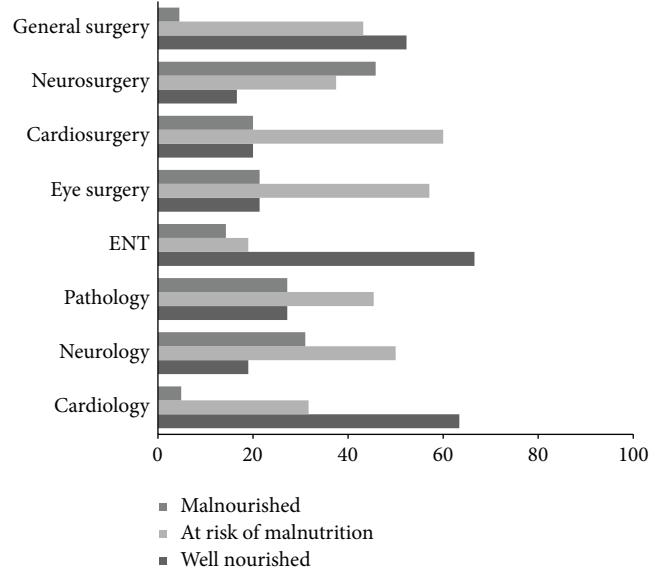 General surgery
Neurosurgery
Cardiosurgery
Eye surgery
ENT
Pathology
Neurology
Cardiology
0 20 40 60 80 100
Malnourished
At risk of malnutrition
Well nourished